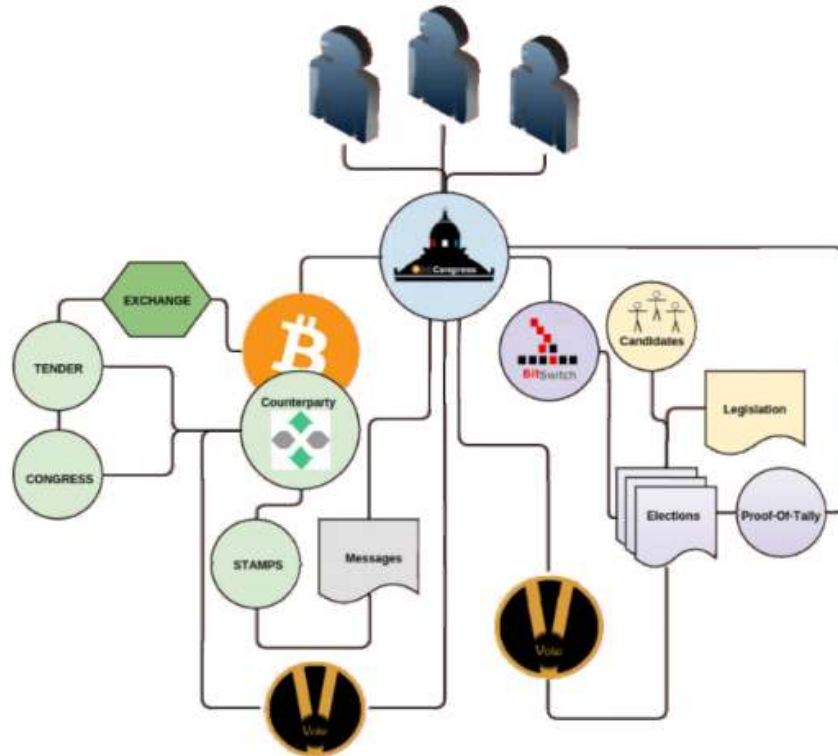 BitCongress
EXCHANGE
Candidates
TENDER
BitSwitch
Counterparty
Legislation
CONGRESS
Elections
Proof-Of-Tally
STAMPS
Messages
Vote
Vote